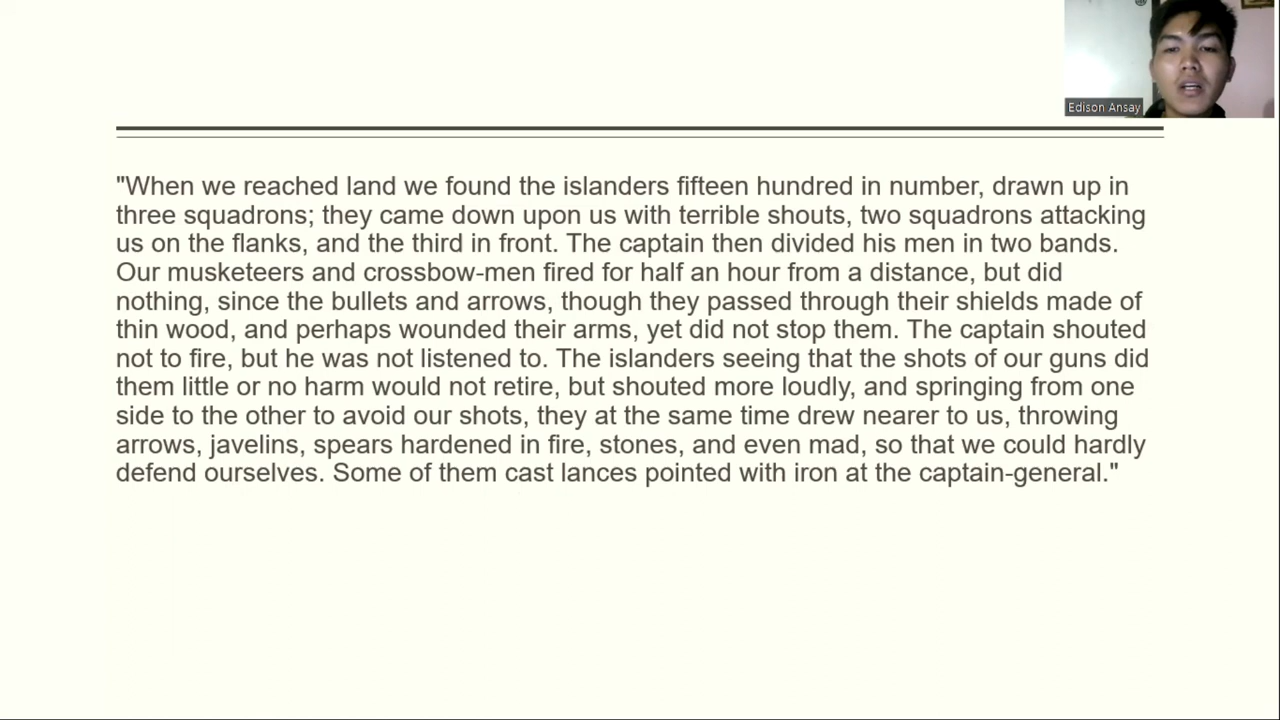 Edison Ansay
"When we reached land we found the islanders fifteen hundred in number, drawn up in
three squadrons; they came down upon us with terrible shouts, two squadrons attacking
us on the flanks, and the third in front. The captain then divided his men in two bands.
Our musketeers and crossbow-men fired for half an hour from a distance, but did
nothing, since the bullets and arrows, though they passed through their shields made of
thin wood, and perhaps wounded their arms, yet did not stop them. The captain shouted
not to fire, but he was not listened to. The islanders seeing that the shots of our guns did
them little or no harm would not retire, but shouted more loudly, and springing from one
side to the other to avoid our shots, they at the same time drew nearer to us, throwing
arrows, javelins, spears hardened in fire, stones, and even mad, so that we could hardly
defend ourselves. Some of them cast lances pointed with iron at the captain-general."